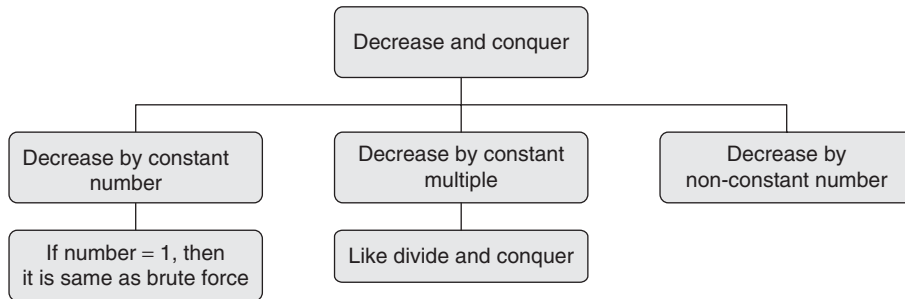 Decrease and conquer
Decrease by constant
number
Decrease by constant
multiple
Decrease by
non-constant number
If number = 1, then
it is same as brute force
Like divide and conquer